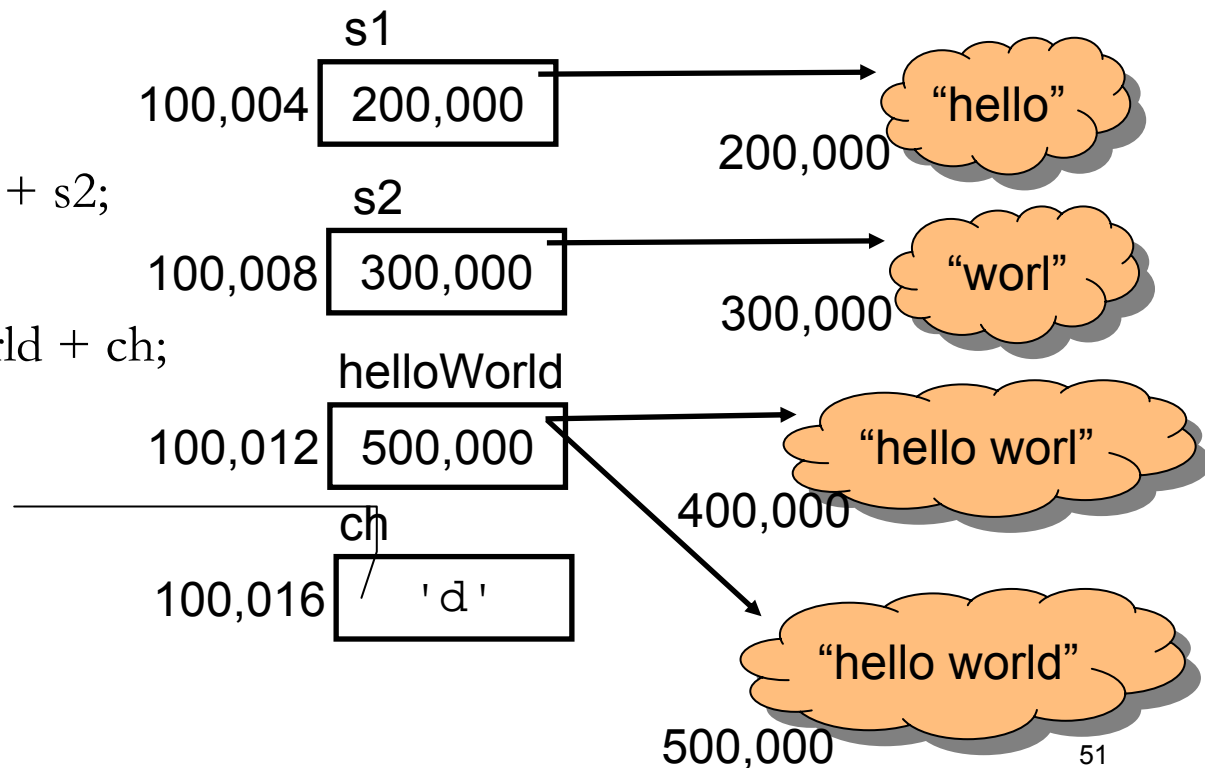 s1
100,004 200,000 “hello”
200,000
+ s2;
s2
100,008 300,000 “worl”
300,000
rld + ch;
helloWorld
100,012 500,000 “hello worl”
400,000
ch
100,016 'd'
“hello world”
500,000
51